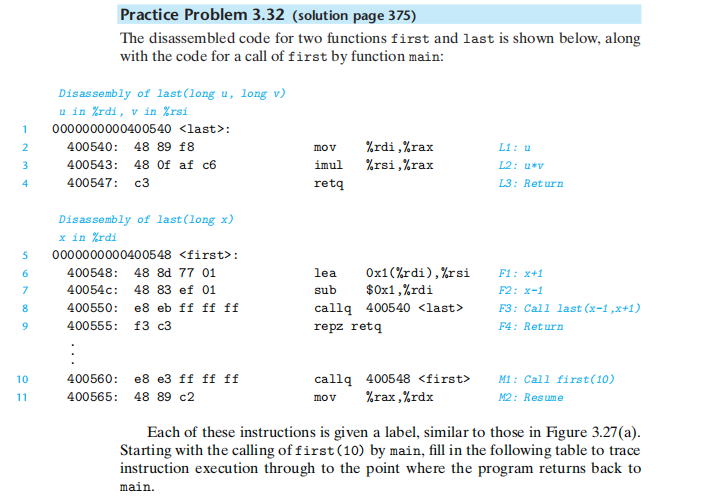 Practice Problem 3.32 (solution page 375)
The disassembled code for two functions first and last is shown below, along
with the code for a call of first by function main:
Disassembly of last(long u, long v)
u in %rdi, v in %rsi
1 0000000000400540 <last>:
2 400540: 48 89 f8 mov %rdi,%rax L1: u
3 400543: 48 0f af c6 imul %rsi,%rax L2: u*v
4 400547: c3 retq L3: Return
Disassembly of last(long x)
x in %rdi
5 0000000000400548 <first>:
6 400548: 48 8d 77 01 lea 0x1(%rdi),%rsi F1: x+1
7 40054c: 48 83 ef 01 sub $0x1,%rdi F2: x-1
8 400550: e8 eb ff ff ff callq 400540 <last> F3: Call last(x-1,x+1)
9 400555: f3 c3 repz retq F4: Return
.
.
.
10 400560: e8 e3 ff ff ff callq 400548 <first> M1: Call first(10)
11 400565: 48 89 c2 mov %rax,%rdx M2: Resume
Each of these instructions is given a label, similar to those in Figure 3.27(a).
Starting with the calling of first(10) by main, fill in the following table to trace
instruction execution through to the point where the program returns back to
main.